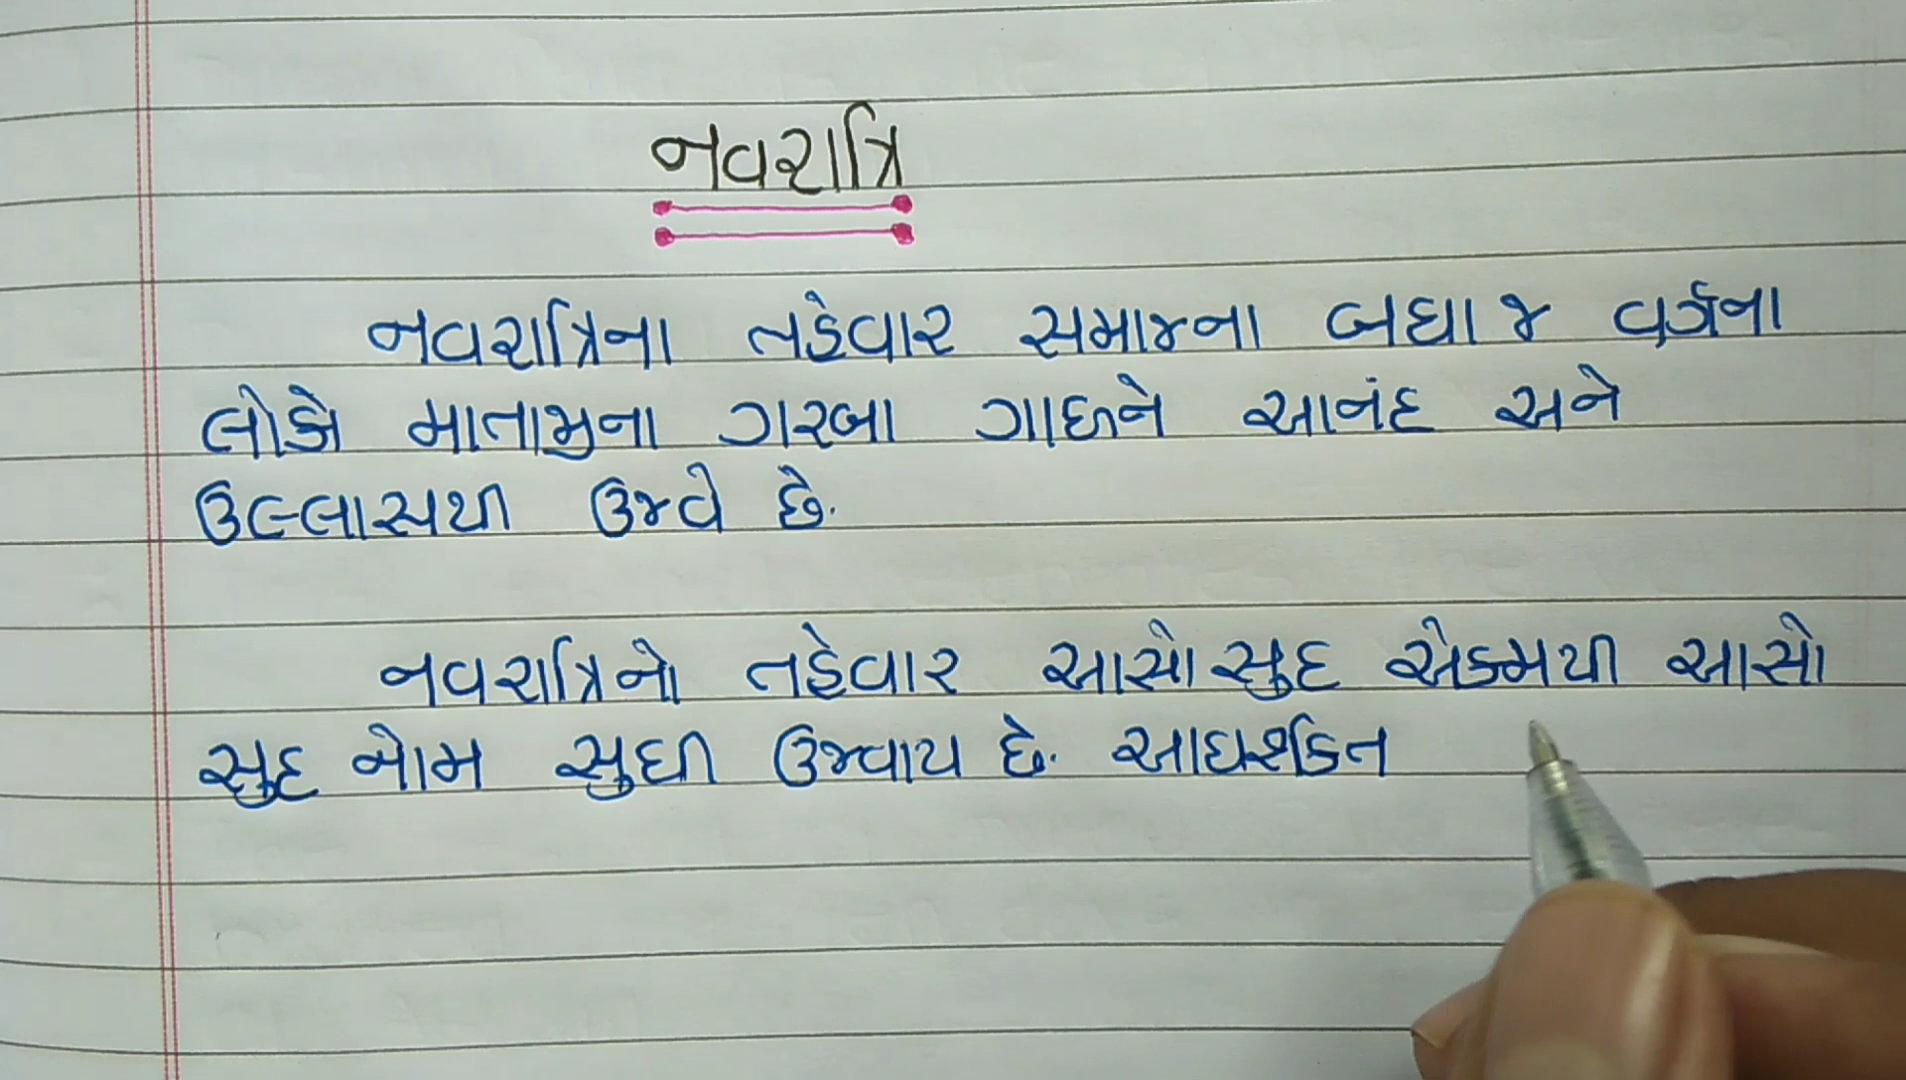 નવરાત્રિ
નવરાત્રિના તહેવાર સમાજના બધા જ વર્ગના
લોકો માતાજીના ગરબા ગાઈને આનંદ અને
ઉલ્લાસથી ઉજવે છે.
નવરાત્રિનો તહેવાર આસો સુદ એકમથી આસો
સુદ નોમ સુધી ઉજવાય છે. આદ્યશકિત